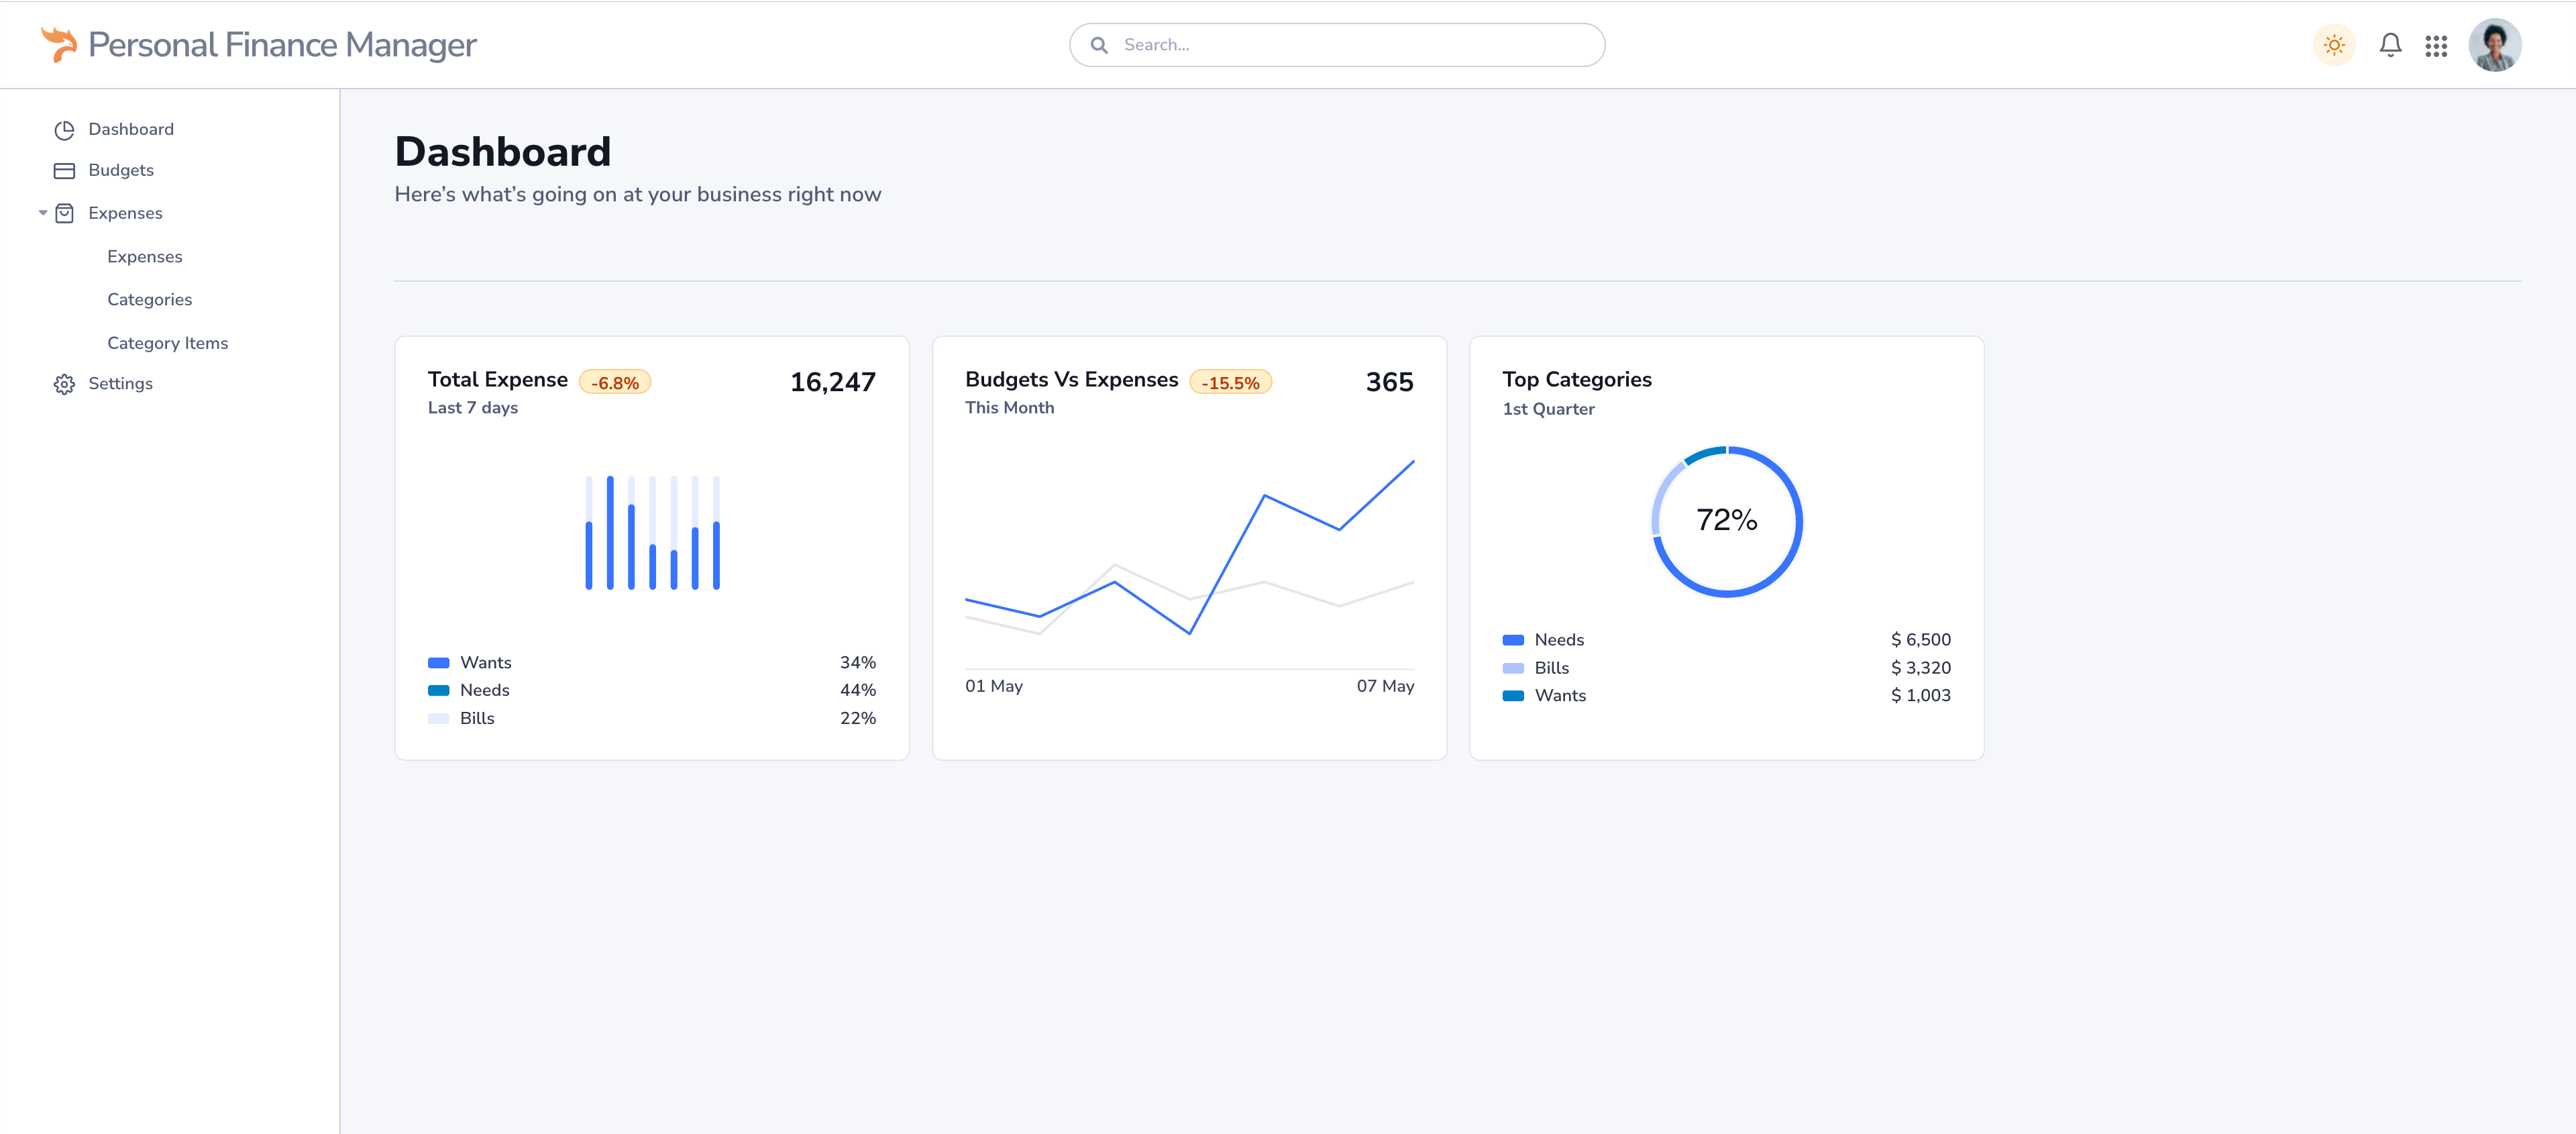 Personal Finance Manager
Search...
Dashboard
Budgets
Expenses
Expenses
Categories
Category Items
Settings
Dashboard
Here’s what’s going on at your business right now
Total Expense -6.8% 16,247
Last 7 days
Wants 34%
Needs 44%
Bills 22%
Budgets Vs Expenses -15.5% 365
This Month
01 May 07 May
Top Categories
1st Quarter
72%
Needs $ 6,500
Bills $ 3,320
Wants $ 1,003